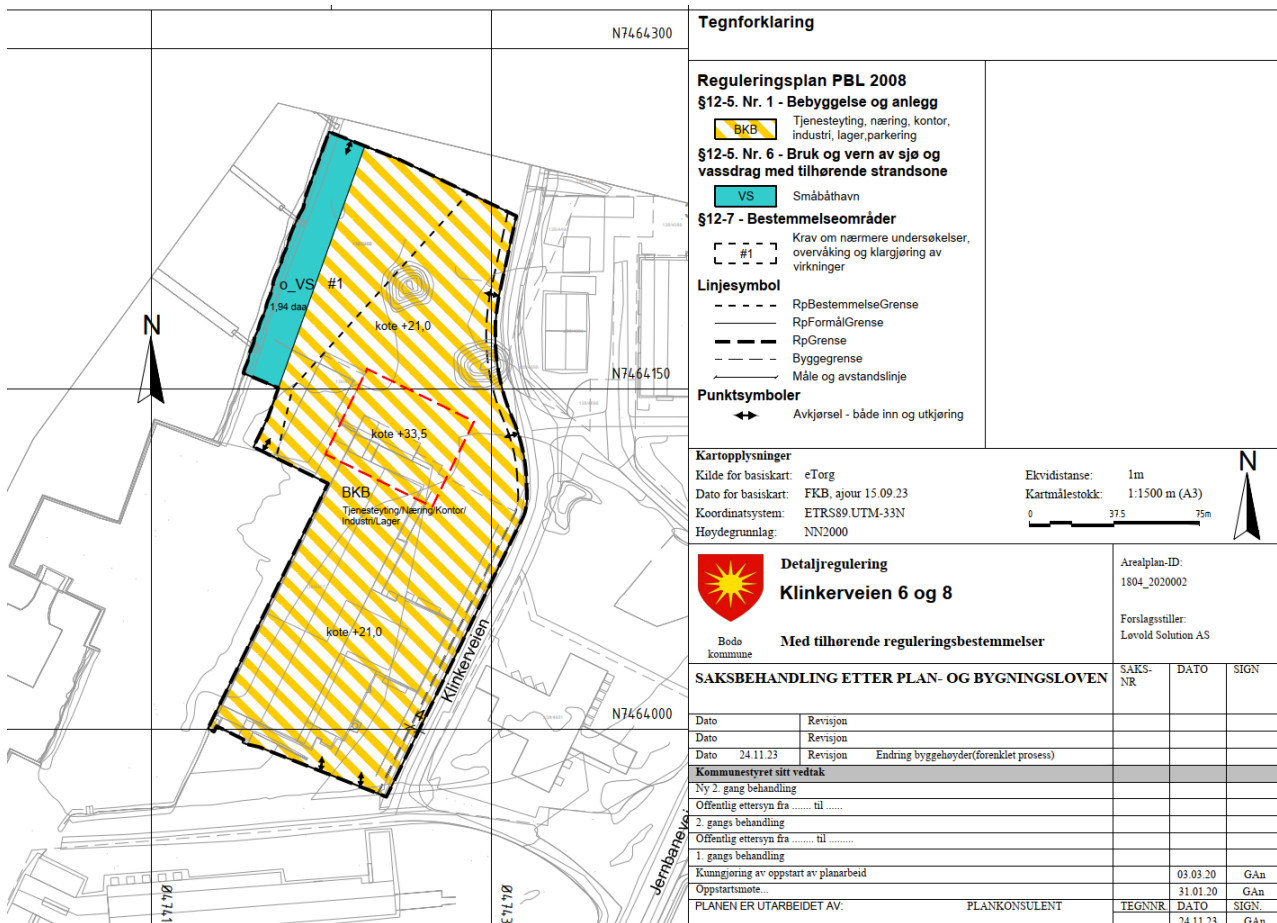 N7464300
N
o_VS #1
1,94 daa
kote +21,0
N7464150
kote +33,5
BKB
Tjenesteyting/Næring/Kontor/
Industri/Lager
kote +21,0
Klinkerveien
N7464000
Jernbanevei
Tegnforklaring
Reguleringsplan PBL 2008
§12-5. Nr. 1 - Bebyggelse og anlegg
BKB
Tjenesteyting, næring, kontor,
industri, lager,parkering
§12-5. Nr. 6 - Bruk og vern av sjø og
vassdrag med tilhørende strandsone
VS
Småbåthavn
§12-7 - Bestemmelseområder
#1
Krav om nærmere undersøkelser,
overvåking og klargjøring av
virkninger
Linjesymbol
RpBestemmelseGrense
RpFormålGrense
RpGrense
Byggegrense
Måle og avstandslinje
Punktsymboler
Avkjørsel - både inn og utkjøring
Kartopplysninger
Kilde for basiskart: eTorg
Dato for basiskart: FKB, ajour 15.09.23
Koordinatsystem: ETRS89.UTM-33N
Høydegrunnlag: NN2000
Ekvidistanse: 1m
Kartmålestokk: 1:1500 m (A3)
0 37.5 75m
N
Bodø
kommune
Detaljregulering
Klinkerveien 6 og 8
Med tilhørende reguleringsbestemmelser
Arealplan-ID:
1804_2020002
Forslagsstiller:
Løvold Solution AS
SAKSBEHANDLING ETTER PLAN- OG BYGNINGSLOVEN
SAKS-
NR
DATO
SIGN
Dato Revisjon
Dato Revisjon
Dato 24.11.23 Revisjon Endring byggehøyder(forenklet prosess)
Kommunestyret sitt vedtak
Ny 2. gang behandling
Offentlig ettersyn fra ....... til ......
2. gangs behandling
Offentlig ettersyn fra ....... til .........
1. gangs behandling
Kunngjøring av oppstart av planarbeid 03.03.20 GAn
Oppstartsmøte... 31.01.20 GAn
PLANEN ER UTARBEIDET AV: PLANKONSULENT TEGNNR. DATO SIGN.
24.11.23 GAn